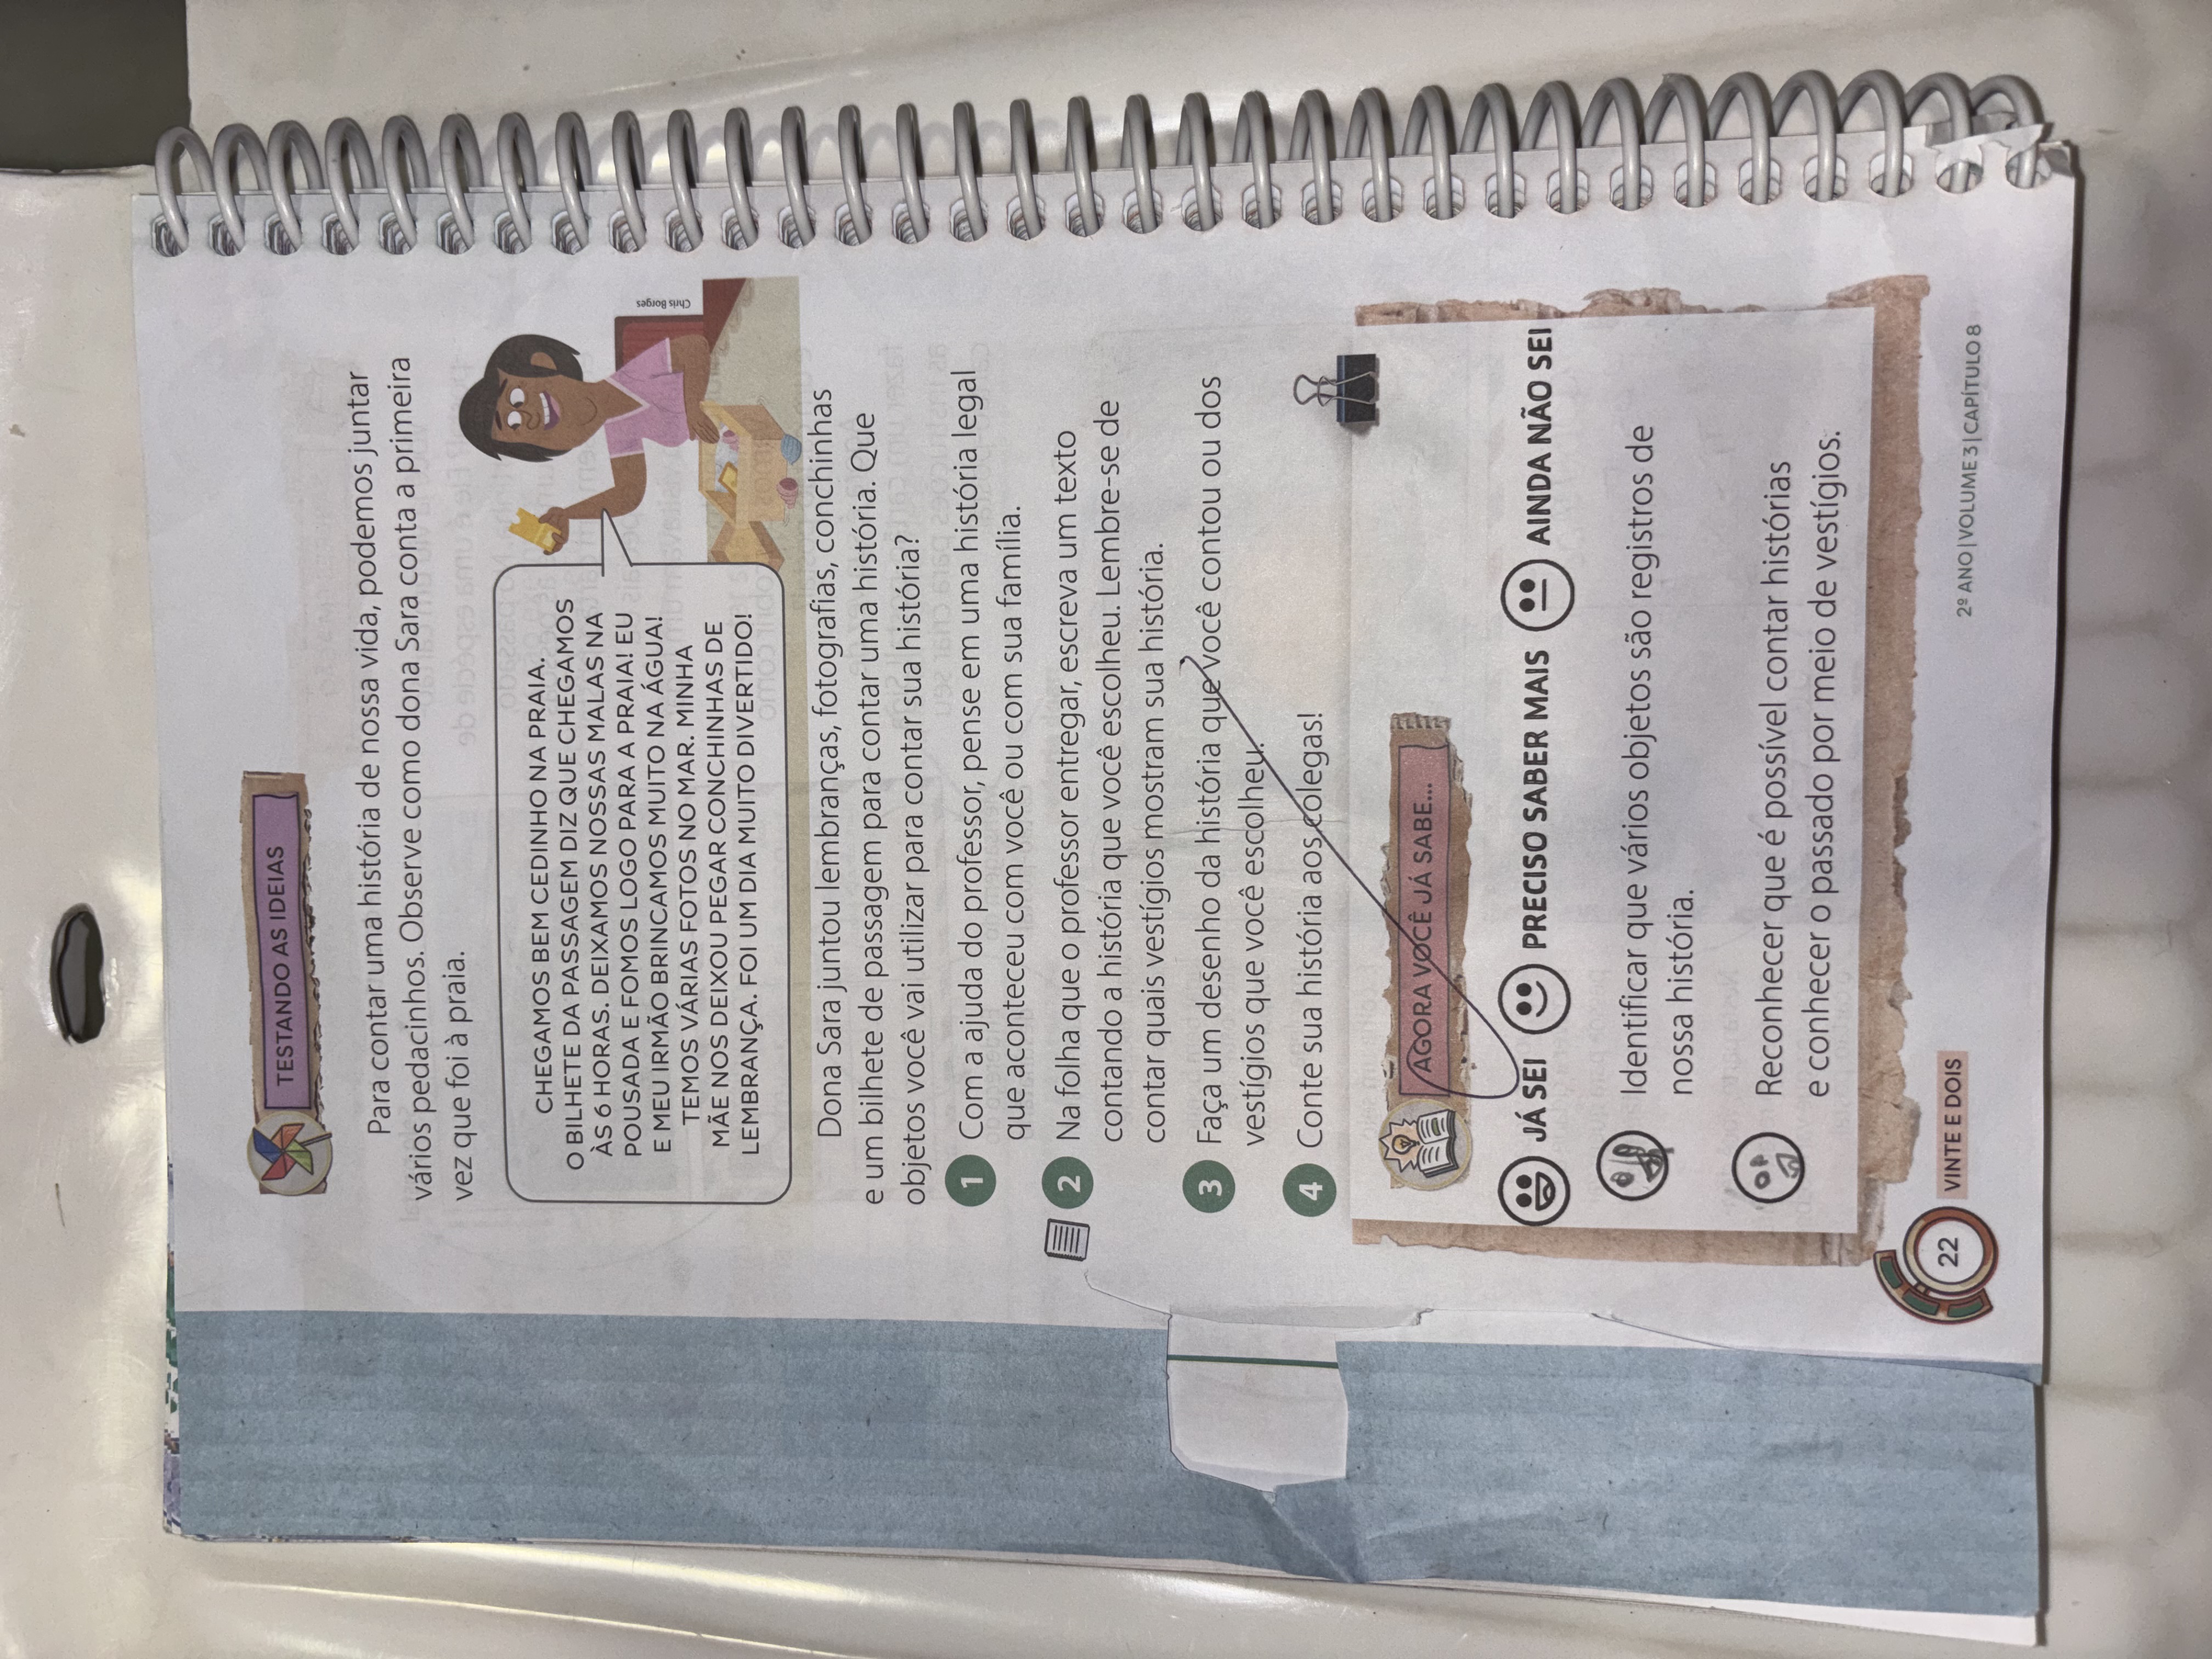 TESTANDO AS IDEIAS
Para contar uma história de nossa vida, podemos juntar
vários pedacinhos. Observe como dona Sara conta a primeira
vez que foi à praia.
CHEGAMOS BEM CEDINHO NA PRAIA.
O BILHETE DA PASSAGEM DIZ QUE CHEGAMOS
ÀS 6 HORAS. DEIXAMOS NOSSAS MALAS NA
POUSADA E FOMOS LOGO PARA A PRAIA! EU
E MEU IRMÃO BRINCAMOS MUITO NA ÁGUA!
TEMOS VÁRIAS FOTOS NO MAR. MINHA
MÃE NOS DEIXOU PEGAR CONCHINHAS DE
LEMBRANÇA. FOI UM DIA MUITO DIVERTIDO!
Chris Borges
Dona Sara juntou lembranças, fotografias, conchinhas
e um bilhete de passagem para contar uma história. Que
objetos você vai utilizar para contar sua história?
1 Com a ajuda do professor, pense em uma história legal
que aconteceu com você ou com sua família.
2 Na folha que o professor entregar, escreva um texto
contando a história que você escolheu. Lembre-se de
contar quais vestígios mostram sua história.
3 Faça um desenho da história que você contou ou dos
vestígios que você escolheu.
4 Conte sua história aos colegas!
AGORA VOCÊ JÁ SABE...
JÁ SEI PRECISO SABER MAIS AINDA NÃO SEI
Identificar que vários objetos são registros de
nossa história.
Reconhecer que é possível contar histórias
e conhecer o passado por meio de vestígios.
22 VINTE E DOIS
2º ANO | VOLUME 3 | CAPÍTULO 8